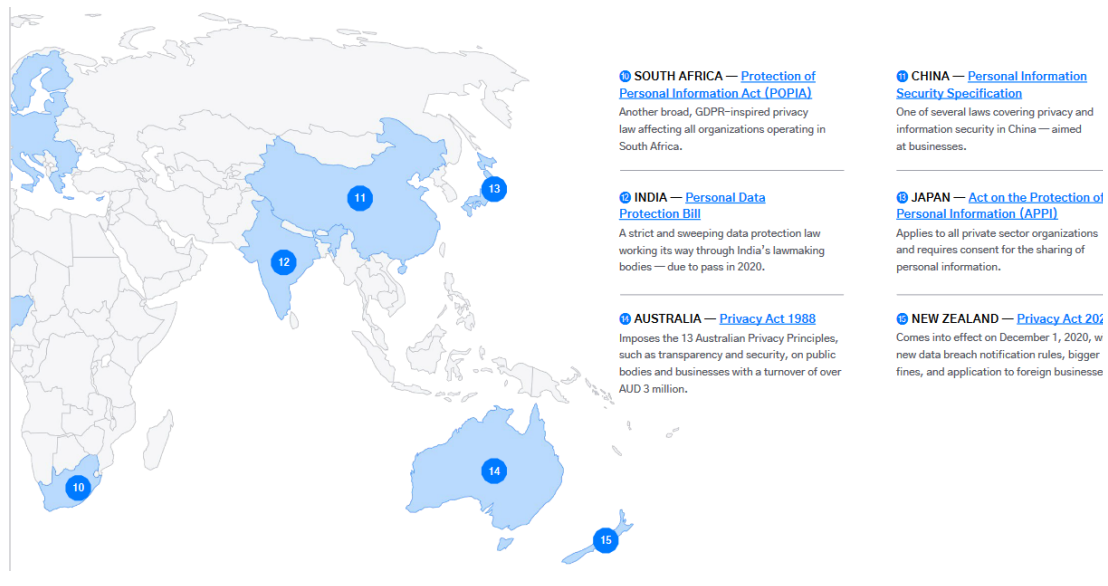 10 SOUTH AFRICA — Protection of
Personal Information Act (POPIA)
Another broad, GDPR-inspired privacy
law affecting all organizations operating in
South Africa.
11 CHINA — Personal Information
Security Specification
One of several laws covering privacy and
information security in China — aimed
at businesses.
12 INDIA — Personal Data
Protection Bill
A strict and sweeping data protection law
working its way through India's lawmaking
bodies — due to pass in 2020.
13 JAPAN — Act on the Protection of
Personal Information (APPI)
Applies to all private sector organizations
and requires consent for the sharing of
personal information.
14 AUSTRALIA — Privacy Act 1988
Imposes the 13 Australian Privacy Principles,
such as transparency and security, on public
bodies and businesses with a turnover of over
AUD 3 million.
15 NEW ZEALAND — Privacy Act 202
Comes into effect on December 1, 2020, w
new data breach notification rules, bigger
fines, and application to foreign businesse
13
11
12
14
10
15